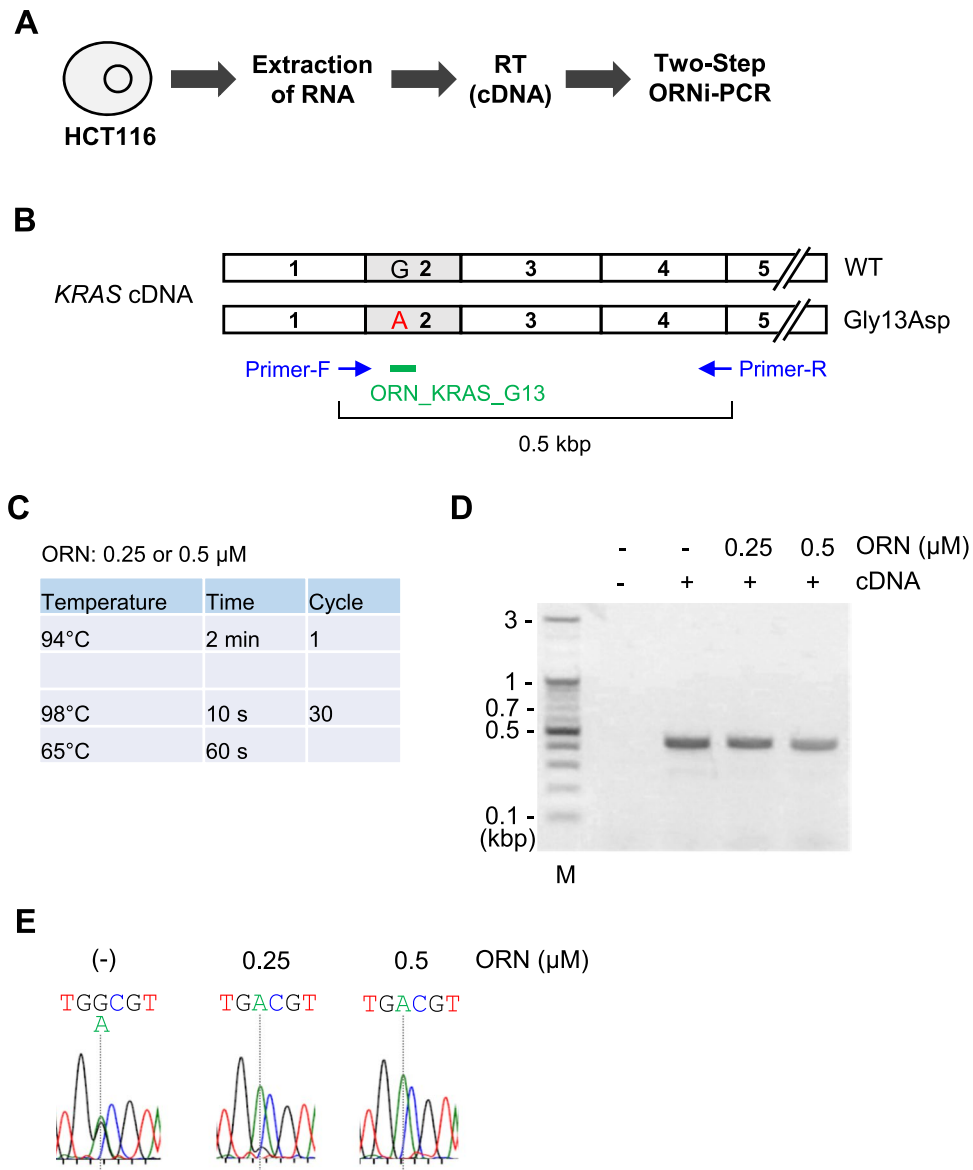 A
HCT116
Extraction
of RNA
RT
(cDNA)
Two-Step
ORNi-PCR
B
KRAS cDNA
1 G 2 3 4 5 WT
1 A 2 3 4 5 Gly13Asp
Primer-F
Primer-R
ORN_KRAS_G13
0.5 kbp
C
ORN: 0.25 or 0.5 µM
Temperature Time Cycle
94°C 2 min 1
98°C 10 s 30
65°C 60 s
D
- - 0.25 0.5 ORN (µM)
- + + + cDNA
3 -
1 -
0.7 -
0.5 -
0.1 -
(kbp)
M
E
(-) 0.25 0.5 ORN (µM)
TGGCGT TGACGT TGACGT
A